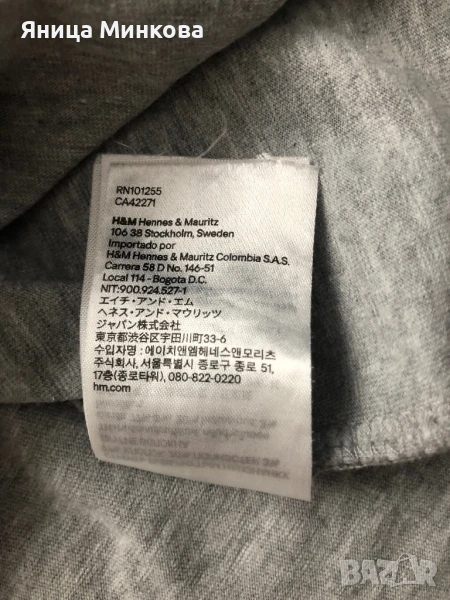 Яница Минкова
RN101255
CA42271
H&M Hennes & Mauritz
106 38 Stockholm, Sweden
Importado por
H&M Hennes & Mauritz Colombia S.A.S.
Carrera 58 D No. 146-51
Local 114 - Bogota D.C.
NIT:900.924.527-1
エイチ・アンド・エム
ヘネス・アンド・マウリッツ
ジャパン株式会社
東京都渋谷区宇田川町33-6
수입자명 : 에이치앤엠헤네스앤모리츠
주식회사, 서울특별시 종로구 종로 51,
17층(종로타워), 080-822-0220
hm.com
BAZAR